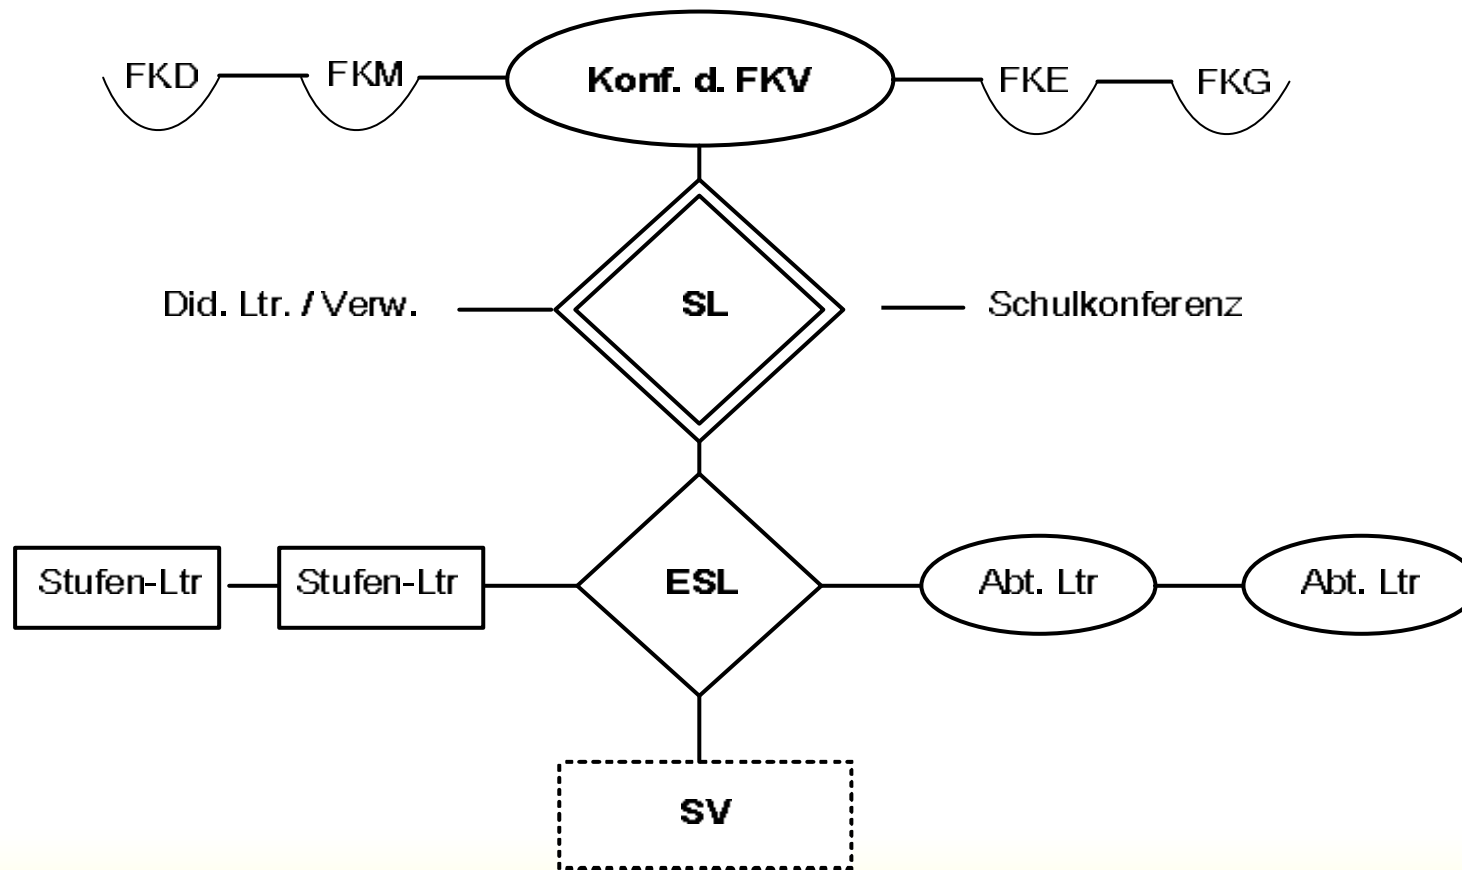 FKD FKM Konf. d. FKV FKE FKG
Did. Ltr. / Verw. SL Schulkonferenz
Stufen-Ltr Stufen-Ltr ESL Abt. Ltr Abt. Ltr
SV